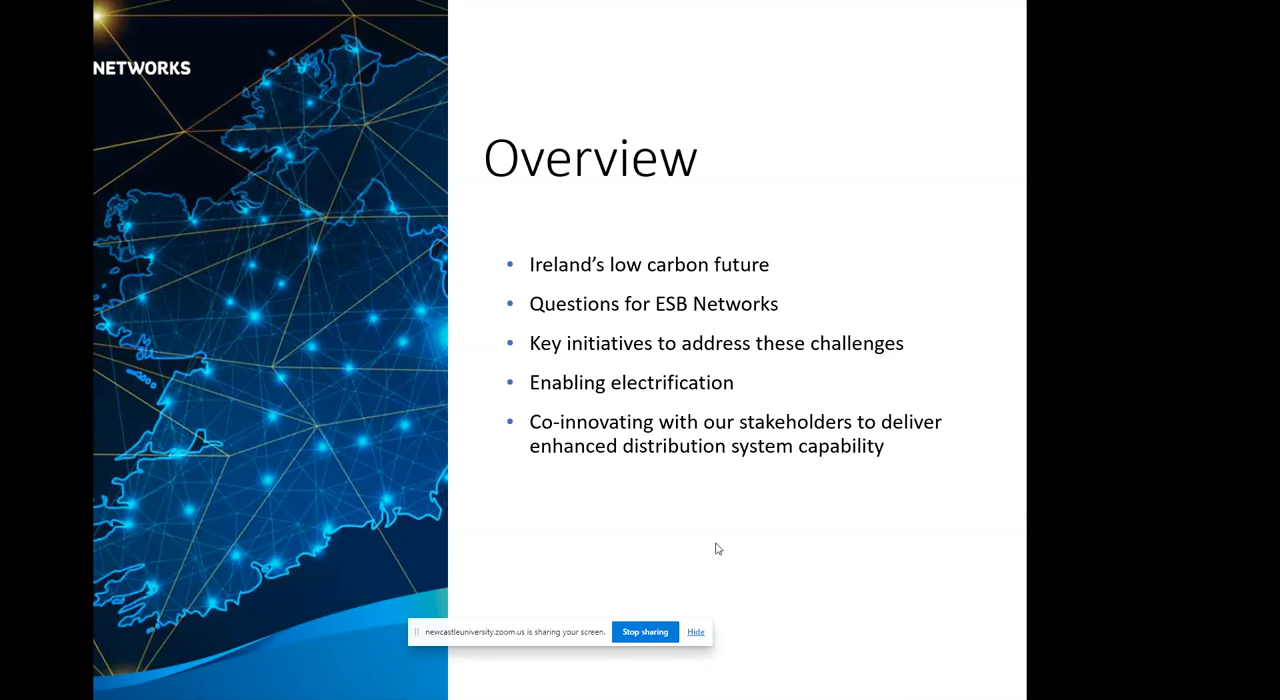 NETWORKS
Overview
• Ireland’s low carbon future
• Questions for ESB Networks
• Key initiatives to address these challenges
• Enabling electrification
• Co-innovating with our stakeholders to deliver
enhanced distribution system capability
newcastleuniversity.zoom.us is sharing your screen.
Stop sharing
Hide